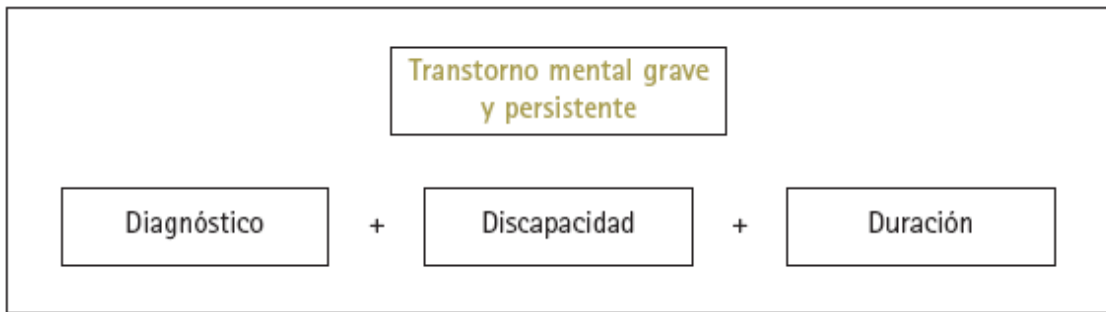 Transtorno mental grave
y persistente
Diagnóstico + Discapacidad + Duración